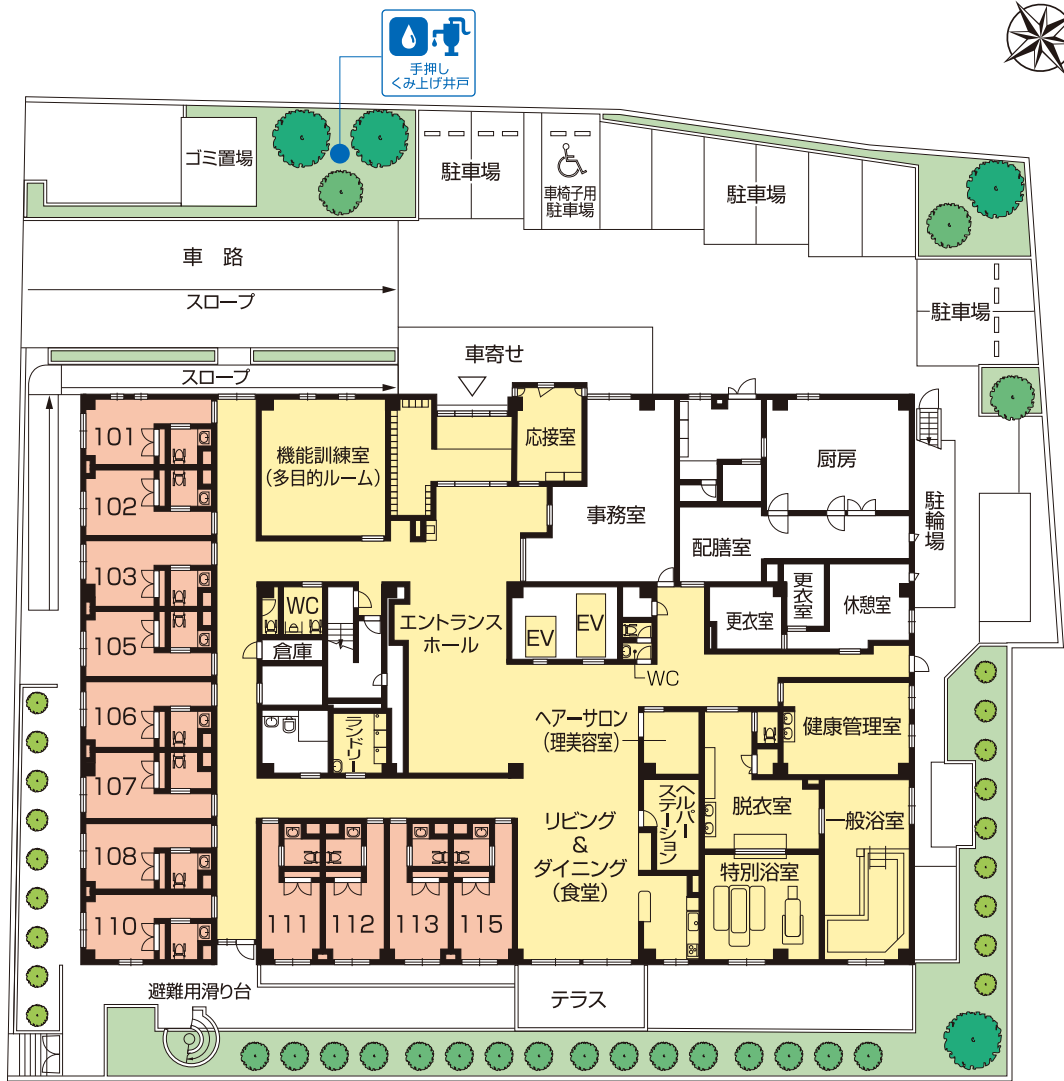 手押し
くみ上げ井戸
ゴミ置場
駐車場
車椅子用
駐車場
駐車場
車 路
スロープ
駐車場
車寄せ
スロープ
101
機能訓練室
(多目的ルーム)
応接室
厨房
102
事務室
駐輪場
配膳室
103
WC
エントランス
ホール
EV
EV
更衣室
更衣室
休憩室
105
倉庫
WC
106
ランドリー
ヘアーサロン
(理美容室)
健康管理室
107
ヘルパー
ステーション
脱衣室
一般浴室
リビング
&
ダイニング
(食堂)
108
特別浴室
110
111
112
113
115
避難用滑り台
テラス